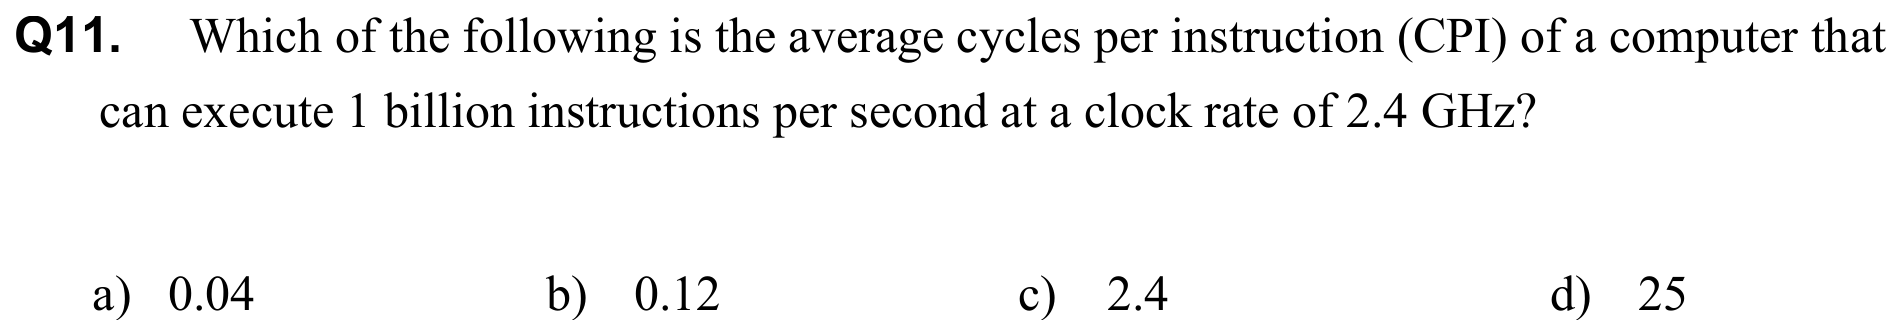 Q11. Which of the following is the average cycles per instruction (CPI) of a computer that
can execute 1 billion instructions per second at a clock rate of 2.4 GHz?
a) 0.04 b) 0.12 c) 2.4 d) 25